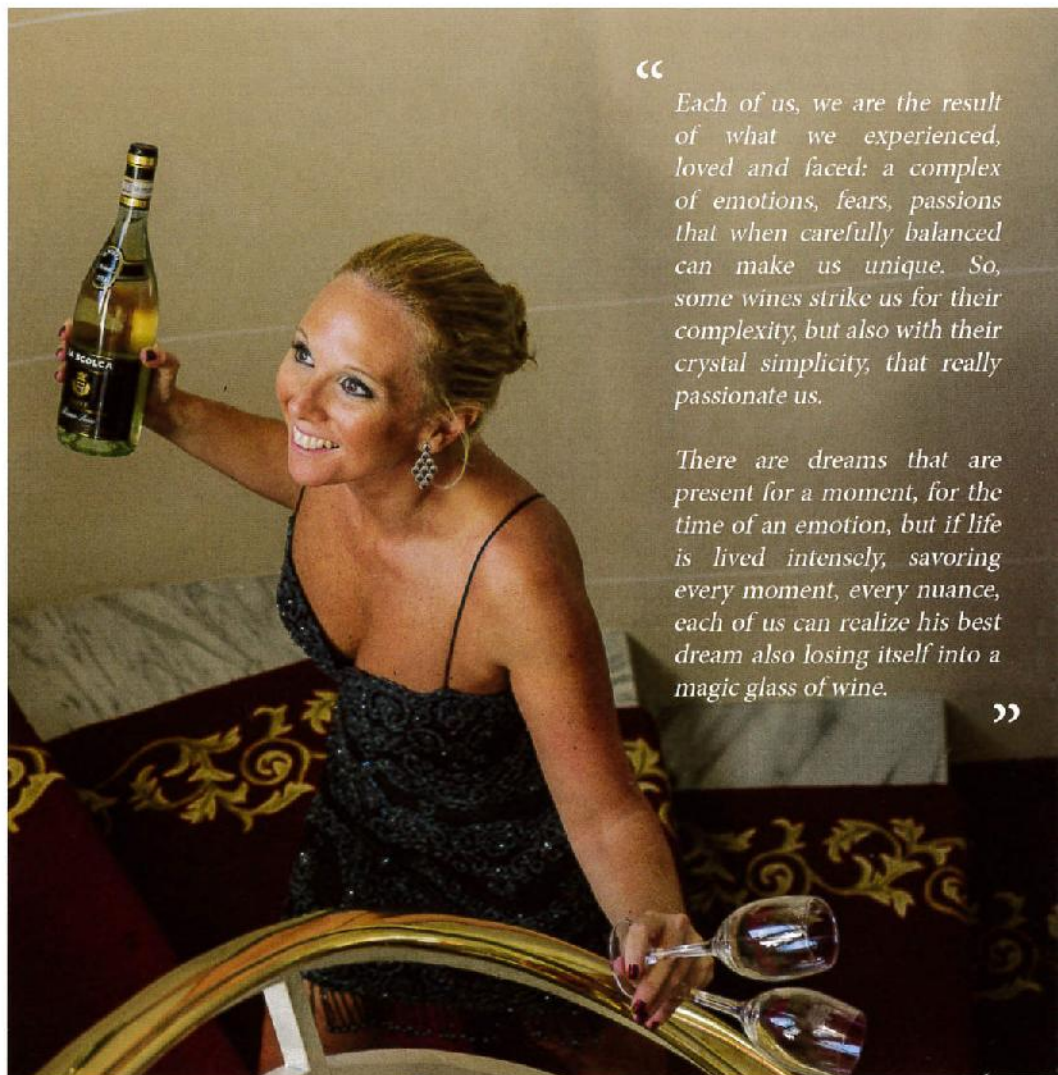 “
Each of us, we are the result
of what we experienced,
loved and faced: a complex
of emotions, fears, passions
that when carefully balanced
can make us unique. So,
some wines strike us for their
complexity, but also with their
crystal simplicity, that really
passionate us.
There are dreams that are
present for a moment, for the
time of an emotion, but if life
is lived intensely, savoring
every moment, every nuance,
each of us can realize his best
dream also losing itself into a
magic glass of wine.
”
LA SCOLCA